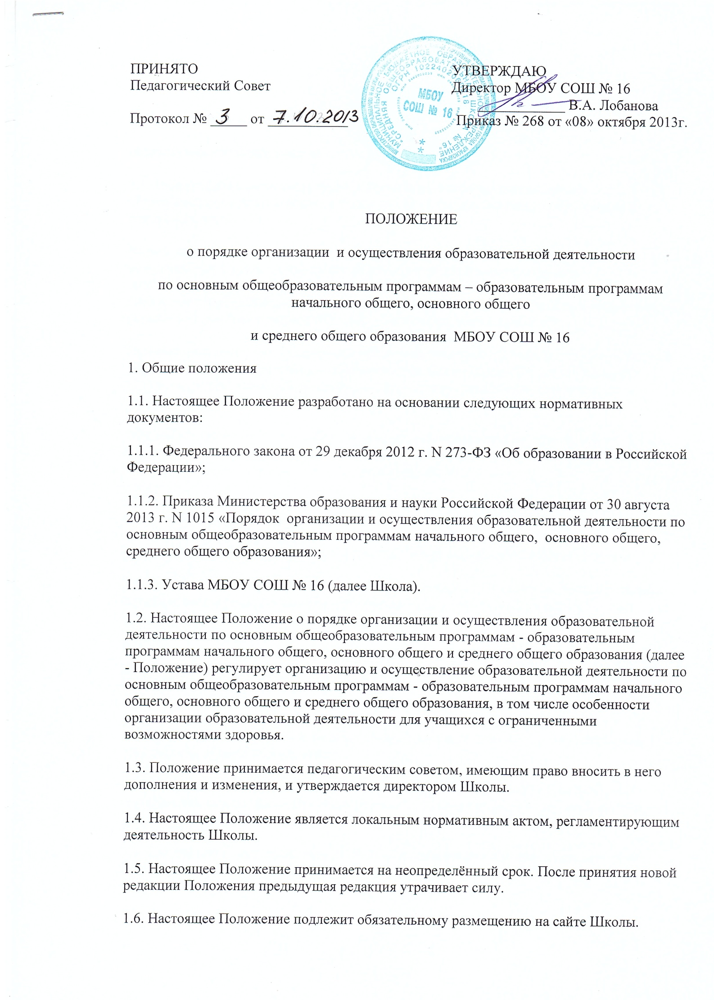 ПРИНЯТО
Педагогический Совет
Протокол № 3 от 7.10.2013
УТВЕРЖДАЮ
Директор МБОУ СОШ № 16
В.А. Лобанова
Приказ № 268 от «08» октября 2013г.
МБОУ
СОШ № 16
ПОЛОЖЕНИЕ
о порядке организации и осуществления образовательной деятельности
по основным общеобразовательным программам – образовательным программам
начального общего, основного общего
и среднего общего образования МБОУ СОШ № 16
1. Общие положения
1.1. Настоящее Положение разработано на основании следующих нормативных
документов:
1.1.1. Федерального закона от 29 декабря 2012 г. N 273-ФЗ «Об образовании в Российской
Федерации»;
1.1.2. Приказа Министерства образования и науки Российской Федерации от 30 августа
2013 г. N 1015 «Порядок организации и осуществления образовательной деятельности по
основным общеобразовательным программам начального общего, основного общего,
среднего общего образования»;
1.1.3. Устава МБОУ СОШ № 16 (далее Школа).
1.2. Настоящее Положение о порядке организации и осуществления образовательной
деятельности по основным общеобразовательным программам - образовательным
программам начального общего, основного общего и среднего общего образования (далее
- Положение) регулирует организацию и осуществление образовательной деятельности по
основным общеобразовательным программам - образовательным программам начального
общего, основного общего и среднего общего образования, в том числе особенности
организации образовательной деятельности для учащихся с ограниченными
возможностями здоровья.
1.3. Положение принимается педагогическим советом, имеющим право вносить в него
дополнения и изменения, и утверждается директором Школы.
1.4. Настоящее Положение является локальным нормативным актом, регламентирующим
деятельность Школы.
1.5. Настоящее Положение принимается на неопределённый срок. После принятия новой
редакции Положения предыдущая редакция утрачивает силу.
1.6. Настоящее Положение подлежит обязательному размещению на сайте Школы.